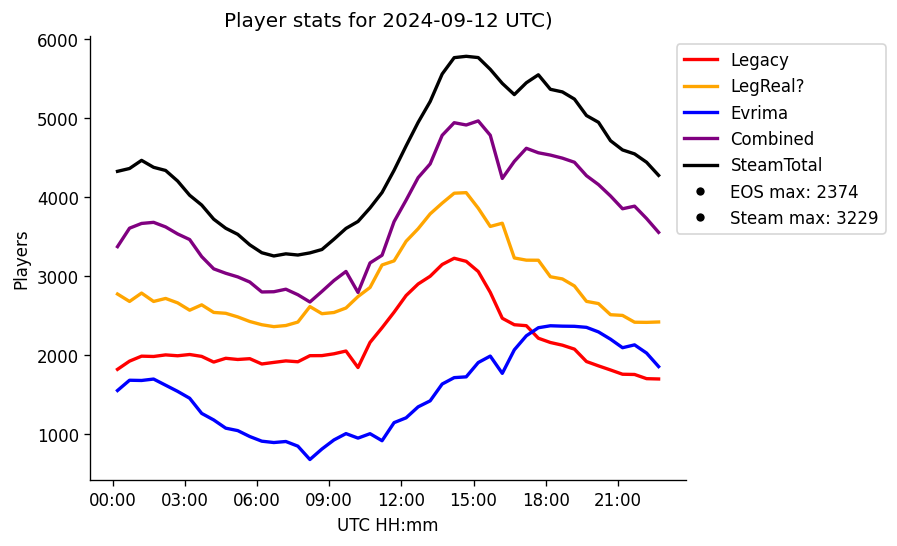 Player stats for 2024-09-12 UTC)
6000
5000
4000
3000
2000
1000
Players
00:00 03:00 06:00 09:00 12:00 15:00 18:00 21:00
UTC HH:mm
Legacy
LegReal?
Evrima
Combined
SteamTotal
EOS max: 2374
Steam max: 3229